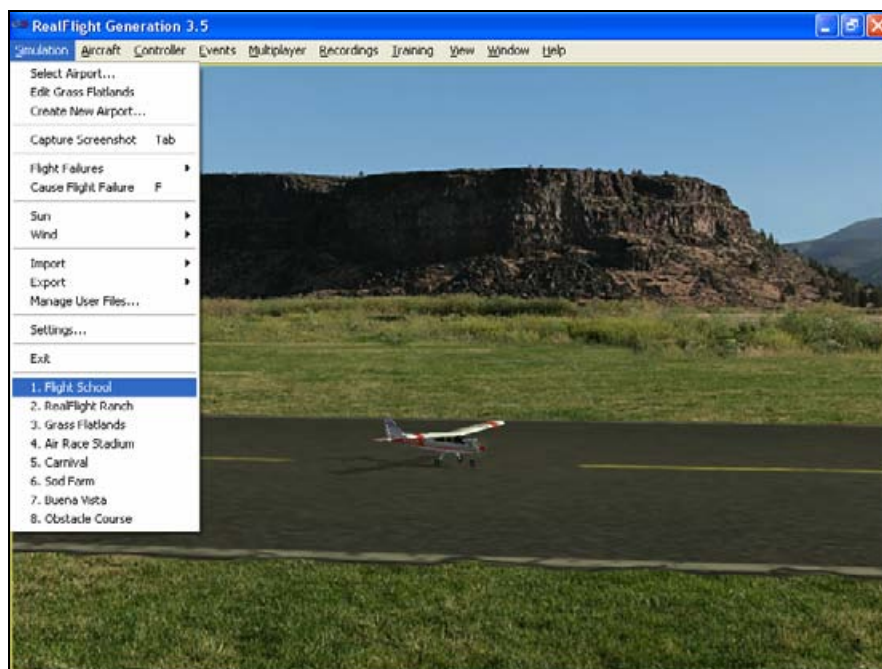 RealFlight Generation 3.5
Simulation Aircraft Controller Events Multiplayer Recordings Training View Window Help
Select Airport...
Edit Grass Flatlands
Create New Airport...
Capture Screenshot Tab
Flight Failures
Cause Flight Failure F
Sun
Wind
Import
Export
Manage User Files...
Settings...
Exit
1. Flight School
2. RealFlight Ranch
3. Grass Flatlands
4. Air Race Stadium
5. Carnival
6. Sod Farm
7. Buena Vista
8. Obstacle Course